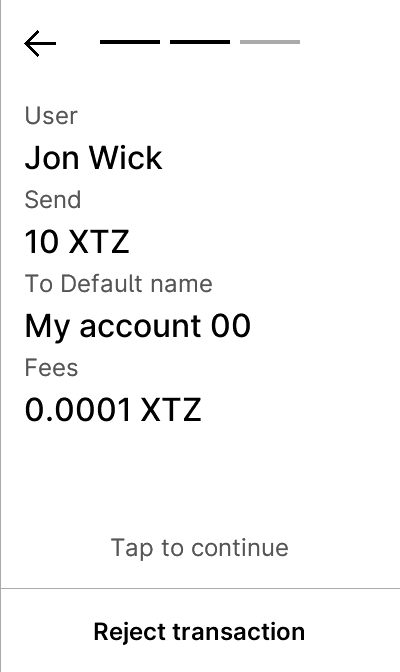 User
Jon Wick
Send
10 XTZ
To Default name
My account 00
Fees
0.0001 XTZ
Tap to continue
Reject transaction